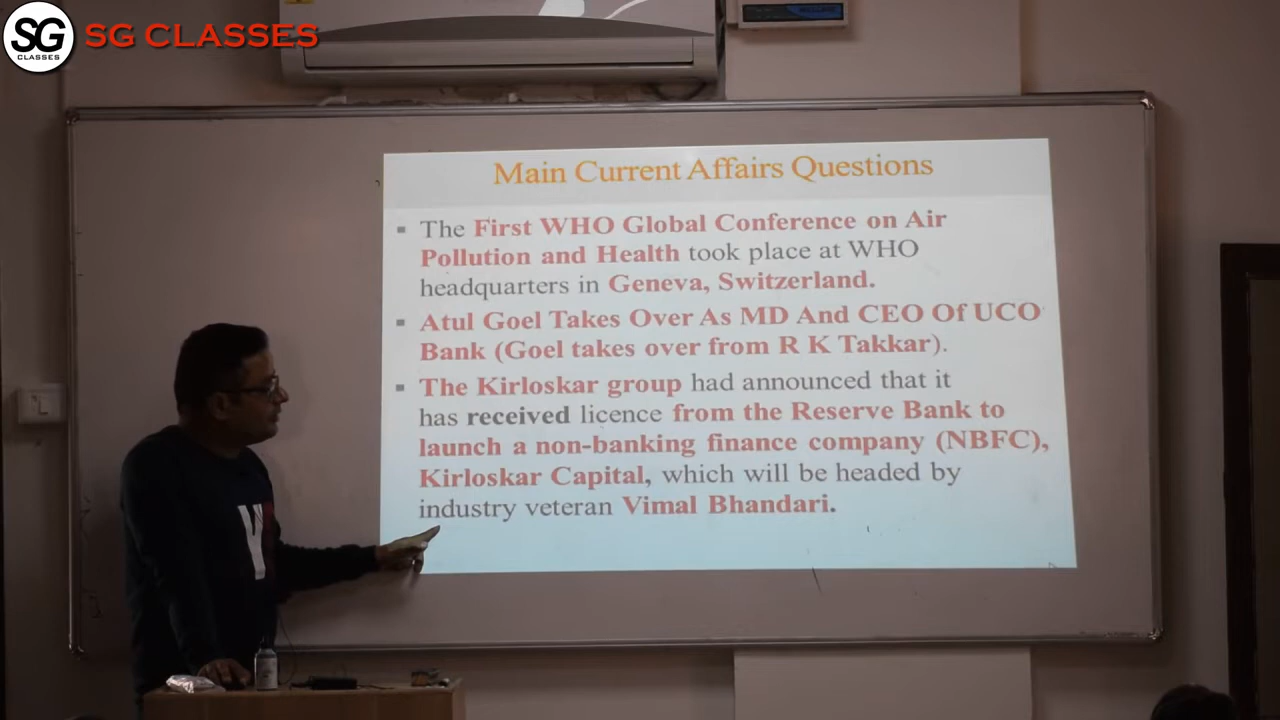 SG
CLASSES
SG CLASSES
Main Current Affairs Questions
The First WHO Global Conference on Air
Pollution and Health took place at WHO
headquarters in Geneva, Switzerland.
Atul Goel Takes Over As MD And CEO Of UCO
Bank (Goel takes over from R K Takkar).
The Kirloskar group had announced that it
has received licence from the Reserve Bank to
launch a non-banking finance company (NBFC),
Kirloskar Capital, which will be headed by
industry veteran Vimal Bhandari.